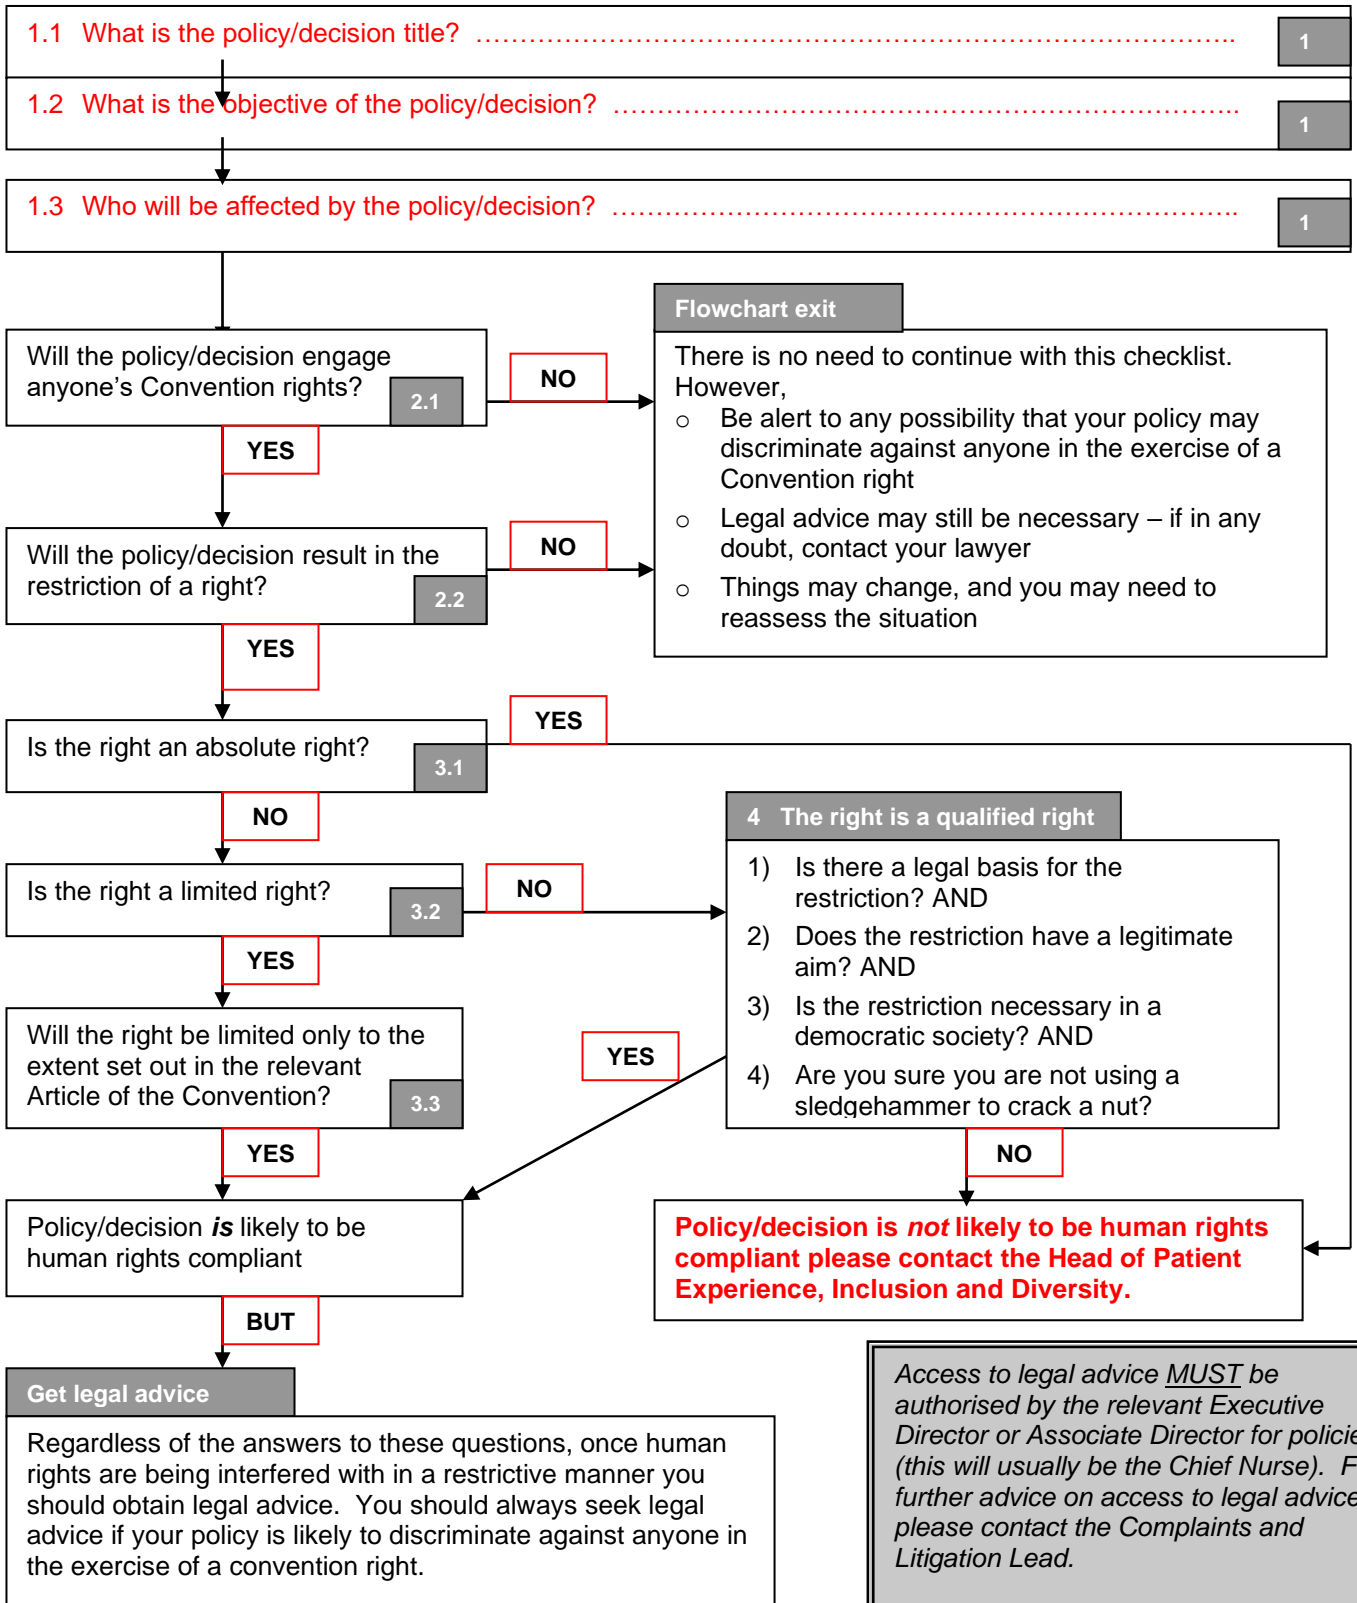 1.1 What is the policy/decision title? ……………………………………………………………………………..
1
1.2 What is the objective of the policy/decision? ………………………………………………………………..
1
1.3 Who will be affected by the policy/decision? ………………………………………………………………..
1
Will the policy/decision engage
anyone’s Convention rights?
2.1
NO
YES
Flowchart exit
There is no need to continue with this checklist.
However,
o Be alert to any possibility that your policy may
discriminate against anyone in the exercise of a
Convention right
o Legal advice may still be necessary – if in any
doubt, contact your lawyer
o Things may change, and you may need to
reassess the situation
Will the policy/decision result in the
restriction of a right?
2.2
NO
YES
Is the right an absolute right?
3.1
YES
NO
Is the right a limited right?
3.2
NO
YES
4 The right is a qualified right
1) Is there a legal basis for the
restriction? AND
2) Does the restriction have a legitimate
aim? AND
3) Is the restriction necessary in a
democratic society? AND
4) Are you sure you are not using a
sledgehammer to crack a nut?
YES
NO
Will the right be limited only to the
extent set out in the relevant
Article of the Convention?
3.3
YES
Policy/decision is likely to be
human rights compliant
BUT
Policy/decision is not likely to be human rights
compliant please contact the Head of Patient
Experience, Inclusion and Diversity.
Get legal advice
Regardless of the answers to these questions, once human
rights are being interfered with in a restrictive manner you
should obtain legal advice. You should always seek legal
advice if your policy is likely to discriminate against anyone in
the exercise of a convention right.
Access to legal advice MUST be
authorised by the relevant Executive
Director or Associate Director for policie
(this will usually be the Chief Nurse). F
further advice on access to legal advice
please contact the Complaints and
Litigation Lead.